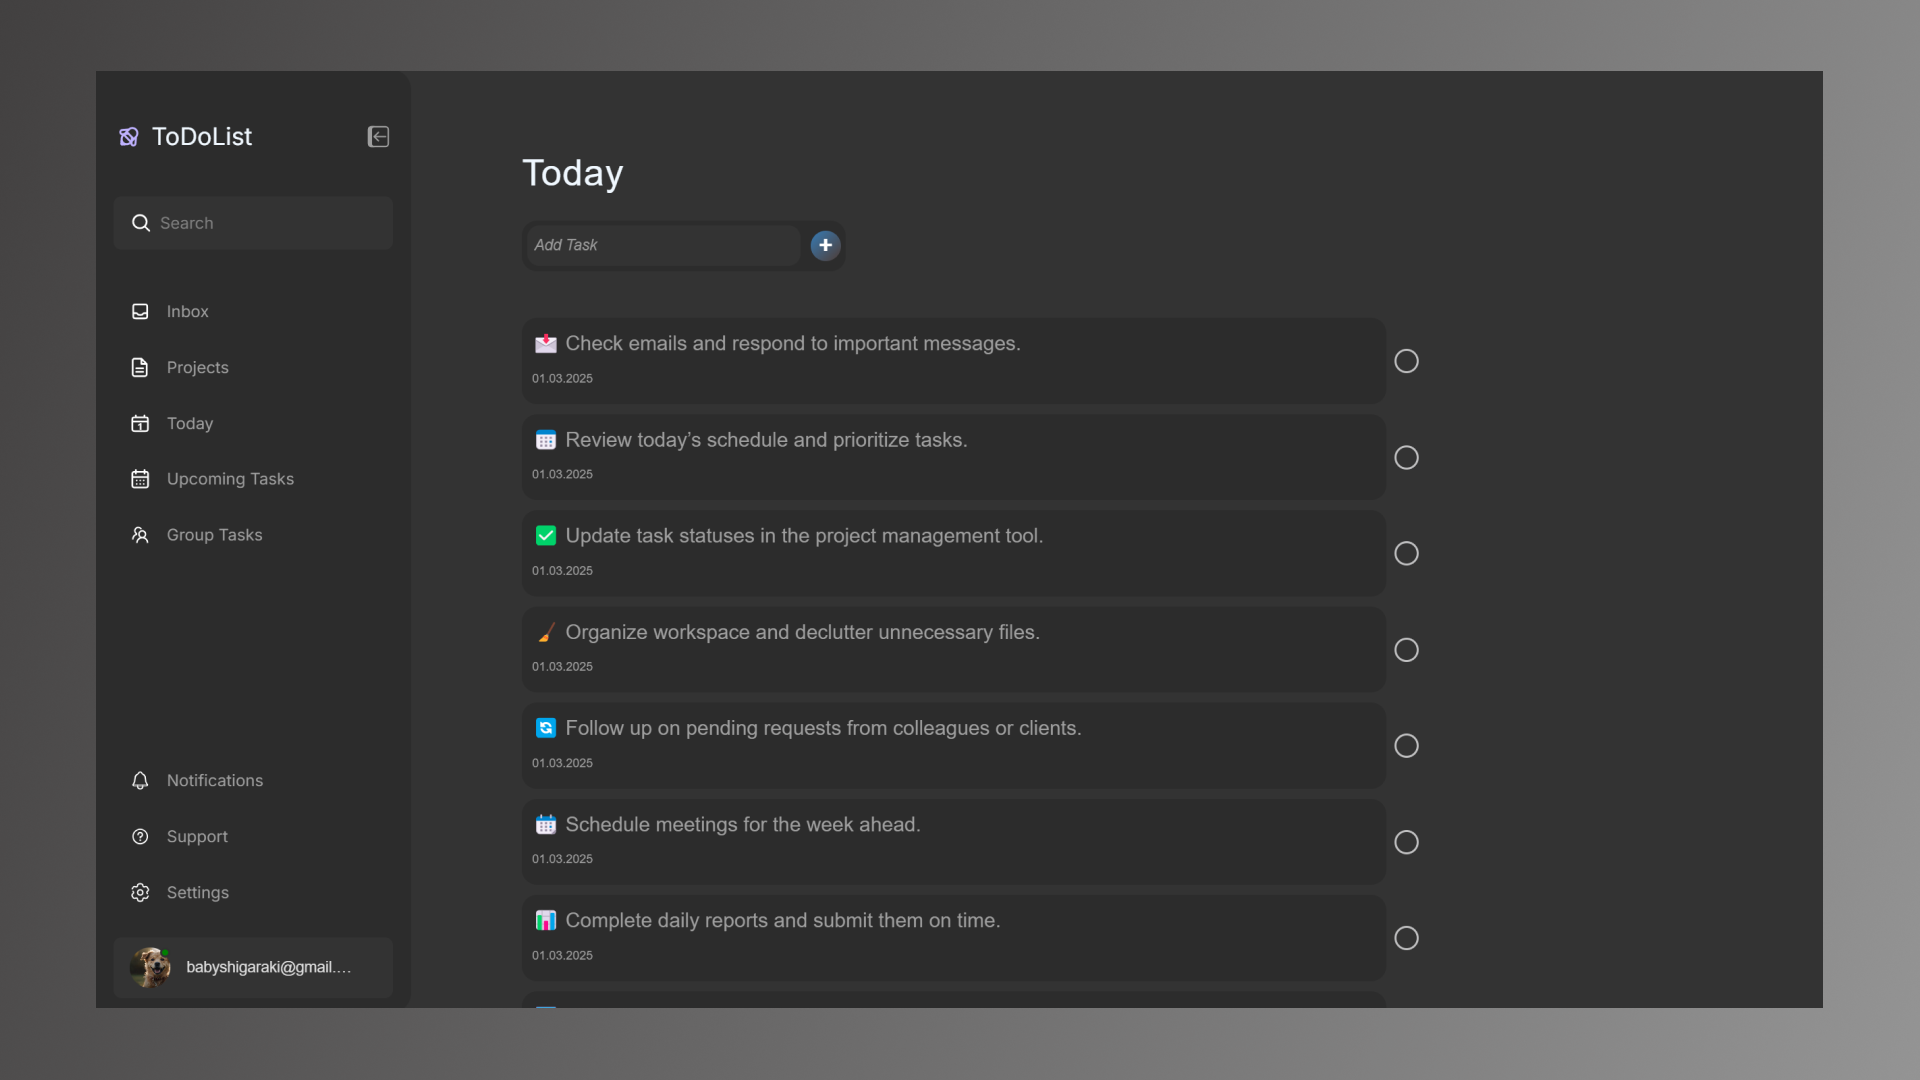 ToDoList
Search
Inbox
Projects
Today
Upcoming Tasks
Group Tasks
Notifications
Support
Settings
babyshigaraki@gmail....
Today
Add Task
Check emails and respond to important messages.
01.03.2025
Review today’s schedule and prioritize tasks.
01.03.2025
Update task statuses in the project management tool.
01.03.2025
Organize workspace and declutter unnecessary files.
01.03.2025
Follow up on pending requests from colleagues or clients.
01.03.2025
Schedule meetings for the week ahead.
01.03.2025
Complete daily reports and submit them on time.
01.03.2025